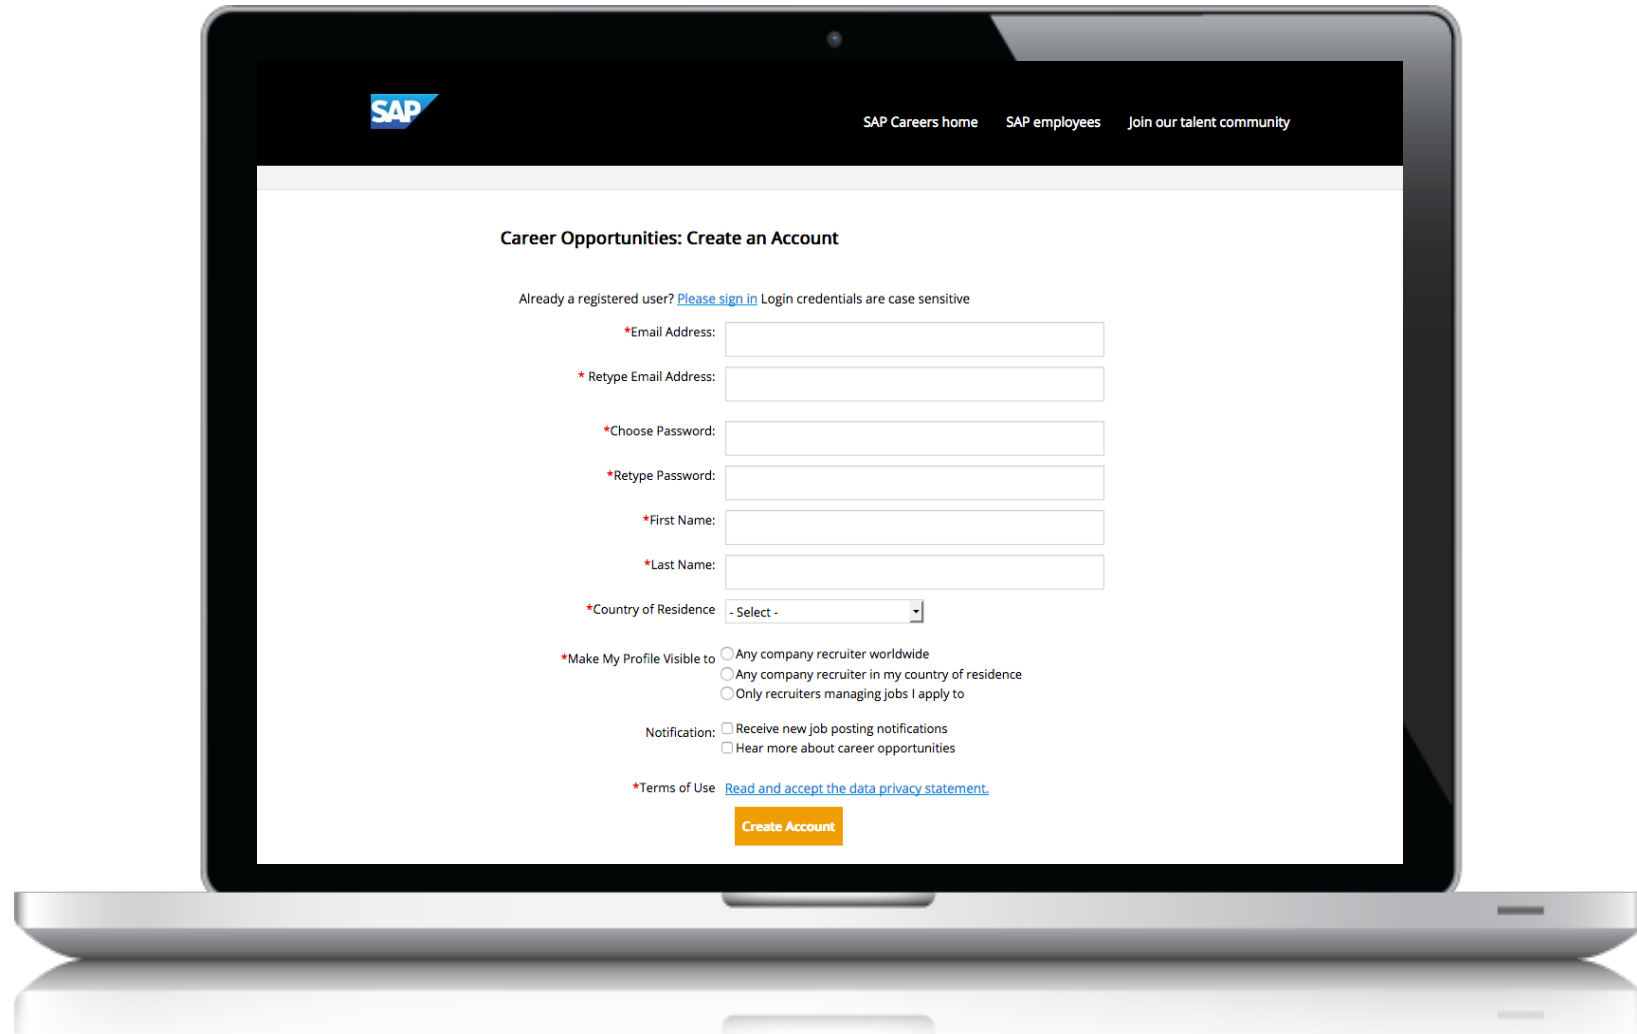 SAP
SAP Careers home SAP employees Join our talent community
Career Opportunities: Create an Account
Already a registered user? Please sign in Login credentials are case sensitive
*Email Address:
* Retype Email Address:
*Choose Password:
*Retype Password:
*First Name:
*Last Name:
*Country of Residence - Select -
*Make My Profile Visible to Any company recruiter worldwide
Any company recruiter in my country of residence
Only recruiters managing jobs I apply to
Notification: Receive new job posting notifications
Hear more about career opportunities
*Terms of Use Read and accept the data privacy statement.
Create Account